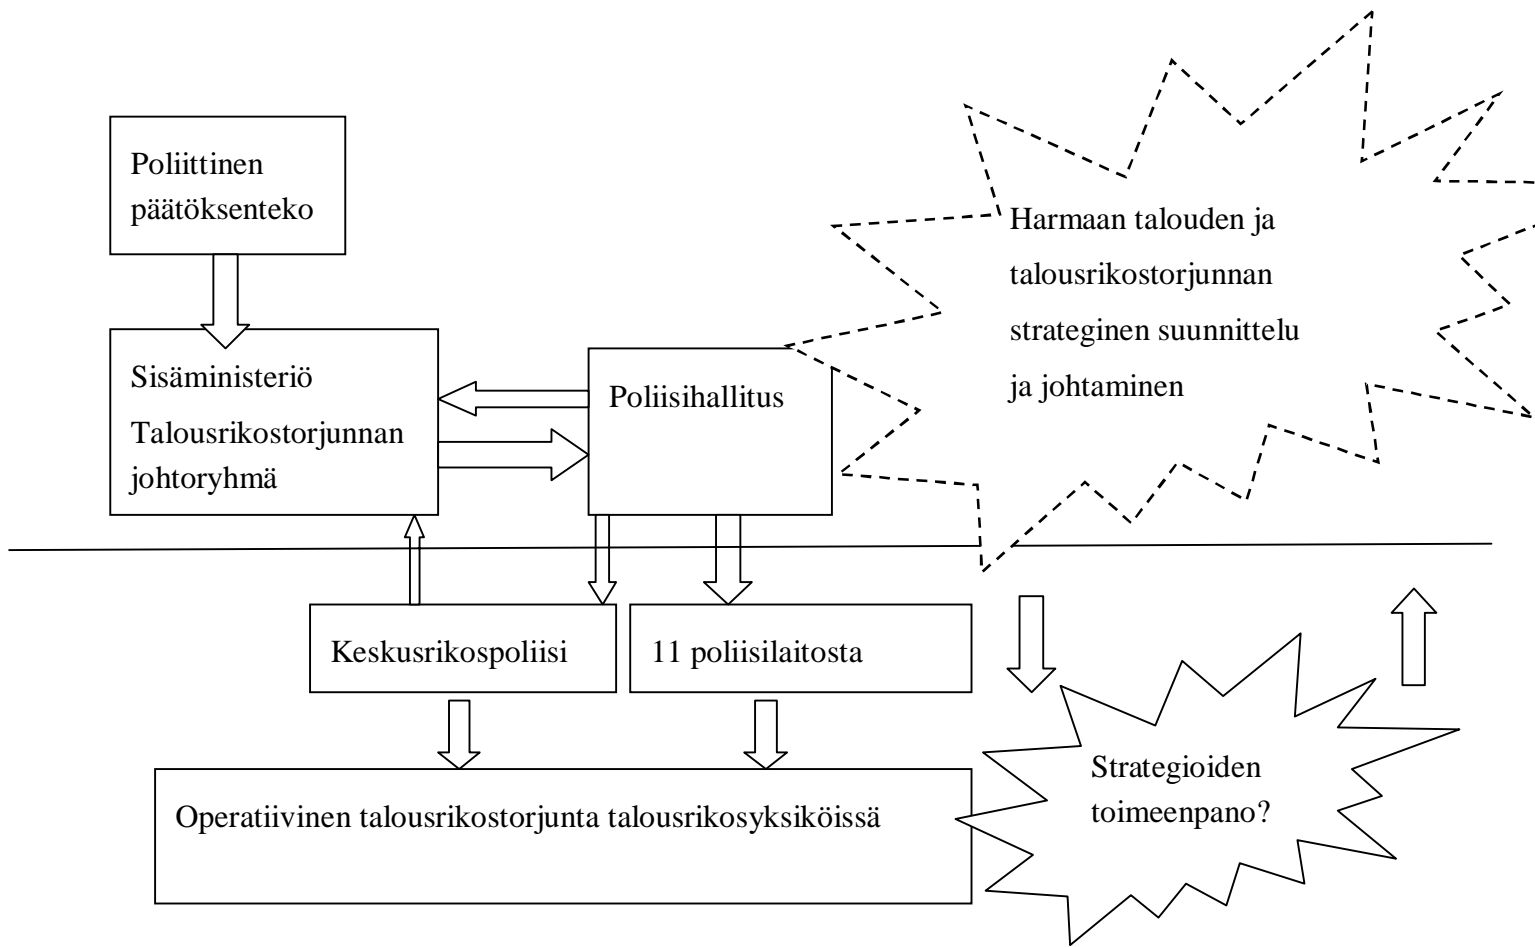 Poliittinen
päätöksenteko
Harmaan talouden ja
talousrikostorjunnan
strateginen suunnittelu
ja johtaminen
Sisäministeriö
Talousrikostorjunnan
johtoryhmä
Poliisihallitus
Keskusrikospoliisi
11 poliisilaitosta
Strategioiden
toimeenpano?
Operatiivinen talousrikostorjunta talousrikosyksiköissä